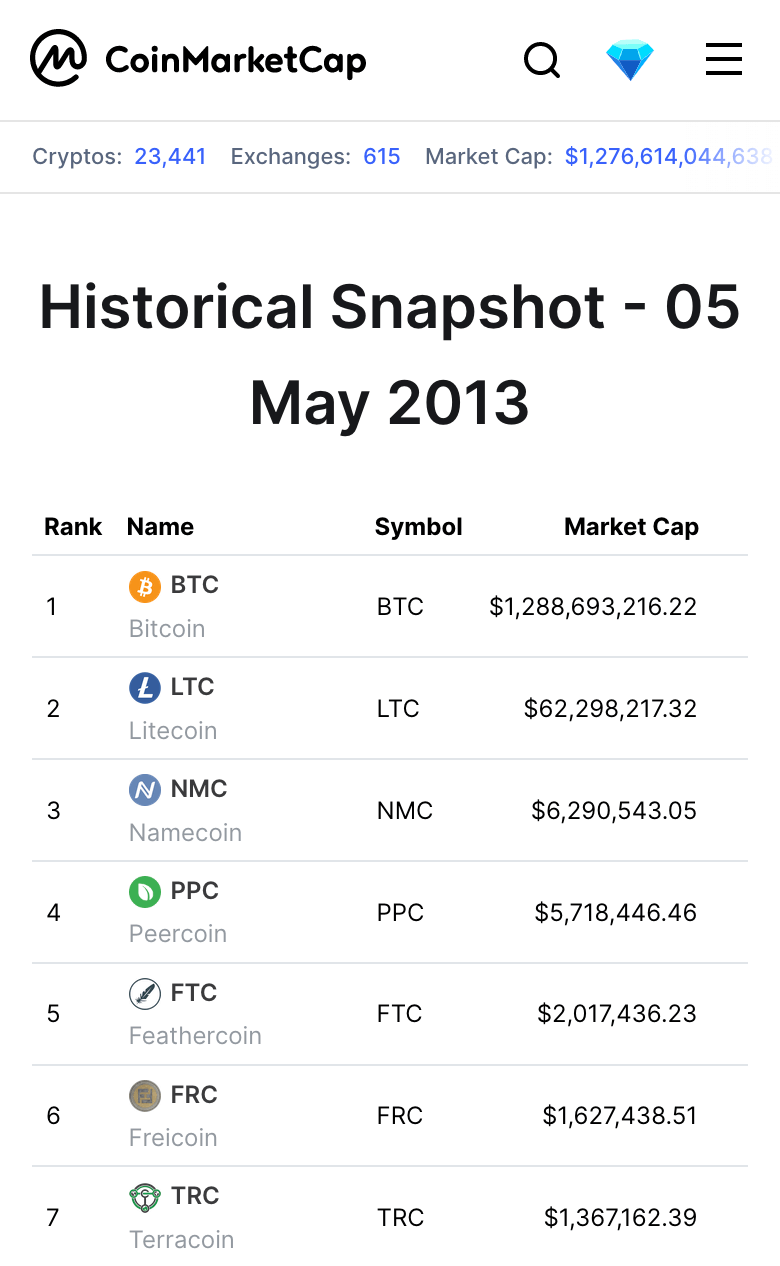 CoinMarketCap
Cryptos: 23,441 Exchanges: 615 Market Cap: $1,276,614,044,638
Historical Snapshot - 05
May 2013
Rank Name Symbol Market Cap
1 BTC Bitcoin BTC $1,288,693,216.22
2 LTC Litecoin LTC $62,298,217.32
3 NMC Namecoin NMC $6,290,543.05
4 PPC Peercoin PPC $5,718,446.46
5 FTC Feathercoin FTC $2,017,436.23
6 FRC Freicoin FRC $1,627,438.51
7 TRC Terracoin TRC $1,367,162.39